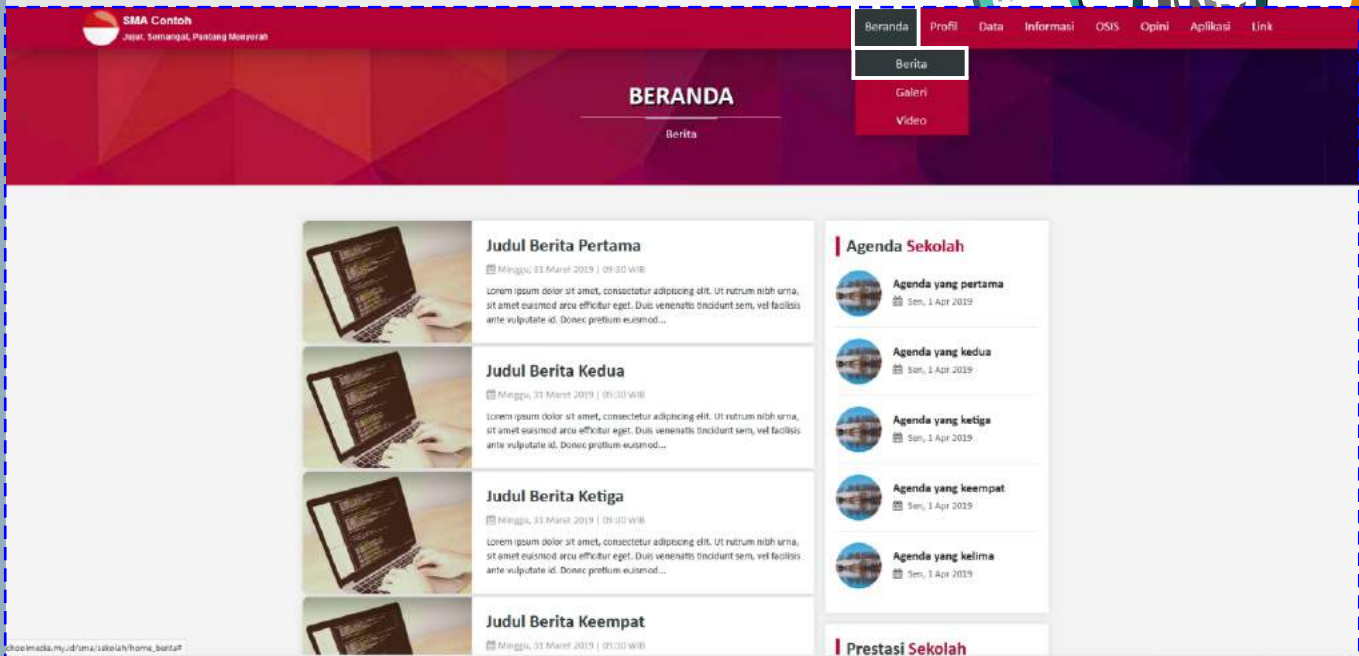 SMA Contoh
Jujur, Semangat, Pantang Menyerah
Beranda Profil Data Informasi OSIS Opini Aplikasi Link
Berita
Galeri
Video
BERANDA
Berita
Judul Berita Pertama
Minggu, 31 Maret 2019 | 09:30 WIB
Lorem ipsum dolor sit amet, consectetur adipiscing elit. Ut rutrum nibh urna,
sit amet euismod arcu efficitur eget. Duis venenatis tincidunt sem, vel facilisis
ante vulputate id. Donec pretium euismod...
Judul Berita Kedua
Minggu, 31 Maret 2019 | 09:30 WIB
Lorem ipsum dolor sit amet, consectetur adipiscing elit. Ut rutrum nibh urna,
sit amet euismod arcu efficitur eget. Duis venenatis tincidunt sem, vel facilisis
ante vulputate id. Donec pretium euismod...
Judul Berita Ketiga
Minggu, 31 Maret 2019 | 09:30 WIB
Lorem ipsum dolor sit amet, consectetur adipiscing elit. Ut rutrum nibh urna,
sit amet euismod arcu efficitur eget. Duis venenatis tincidunt sem, vel facilisis
ante vulputate id. Donec pretium euismod...
Judul Berita Keempat
Minggu, 31 Maret 2019 | 09:30 WIB
Agenda Sekolah
Agenda yang pertama
Sen, 1 Apr 2019
Agenda yang kedua
Sen, 1 Apr 2019
Agenda yang ketiga
Sen, 1 Apr 2019
Agenda yang keempat
Sen, 1 Apr 2019
Agenda yang kelima
Sen, 1 Apr 2019
Prestasi Sekolah
choolmedia.my.id/sma/sekolah/home_berita#